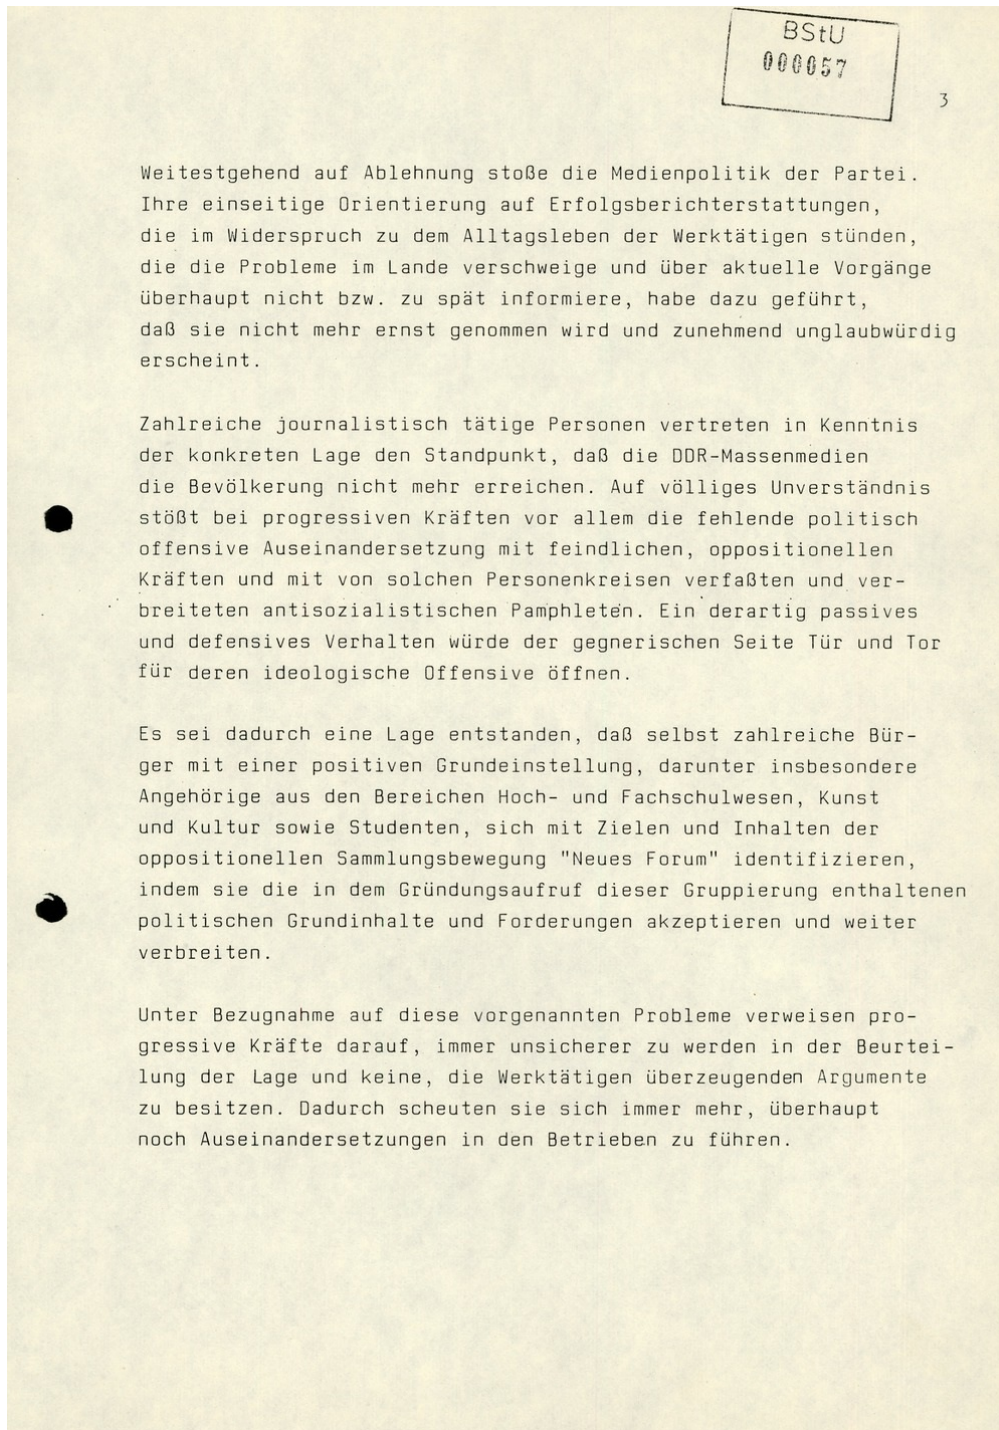 BStU
000057
3
Weitestgehend auf Ablehnung stoße die Medienpolitik der Partei.
Ihre einseitige Orientierung auf Erfolgsberichterstattungen,
die im Widerspruch zu dem Alltagsleben der Werktätigen stünden,
die die Probleme im Lande verschweige und über aktuelle Vorgänge
überhaupt nicht bzw. zu spät informiere, habe dazu geführt,
daß sie nicht mehr ernst genommen wird und zunehmend unglaubwürdig
erscheint.
Zahlreiche journalistisch tätige Personen vertreten in Kenntnis
der konkreten Lage den Standpunkt, daß die DDR-Massenmedien
die Bevölkerung nicht mehr erreichen. Auf völliges Unverständnis
stößt bei progressiven Kräften vor allem die fehlende politisch
offensive Auseinandersetzung mit feindlichen, oppositionellen
Kräften und mit von solchen Personenkreisen verfaßten und ver-
breiteten antisozialistischen Pamphleten. Ein derartig passives
und defensives Verhalten würde der gegnerischen Seite Tür und Tor
für deren ideologische Offensive öffnen.
Es sei dadurch eine Lage entstanden, daß selbst zahlreiche Bür-
ger mit einer positiven Grundeinstellung, darunter insbesondere
Angehörige aus den Bereichen Hoch- und Fachschulwesen, Kunst
und Kultur sowie Studenten, sich mit Zielen und Inhalten der
oppositionellen Sammlungsbewegung "Neues Forum" identifizieren,
indem sie die in dem Gründungsaufruf dieser Gruppierung enthaltenen
politischen Grundinhalte und Forderungen akzeptieren und weiter
verbreiten.
Unter Bezugnahme auf diese vorgenannten Probleme verweisen pro-
gressive Kräfte darauf, immer unsicherer zu werden in der Beurtei-
lung der Lage und keine, die Werktätigen überzeugenden Argumente
zu besitzen. Dadurch scheuten sie sich immer mehr, überhaupt
noch Auseinandersetzungen in den Betrieben zu führen.